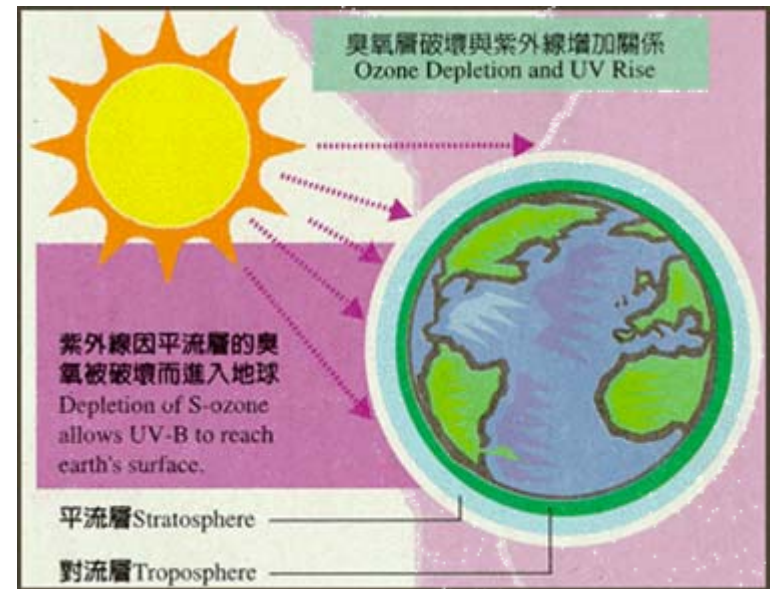 臭氧層破壞與紫外線增加關係
Ozone Depletion and UV Rise
紫外線因平流層的臭
氧被破壞而進入地球
Depletion of S-ozone
allows UV-B to reach
earth's surface.
平流層Stratosphere
對流層Troposphere